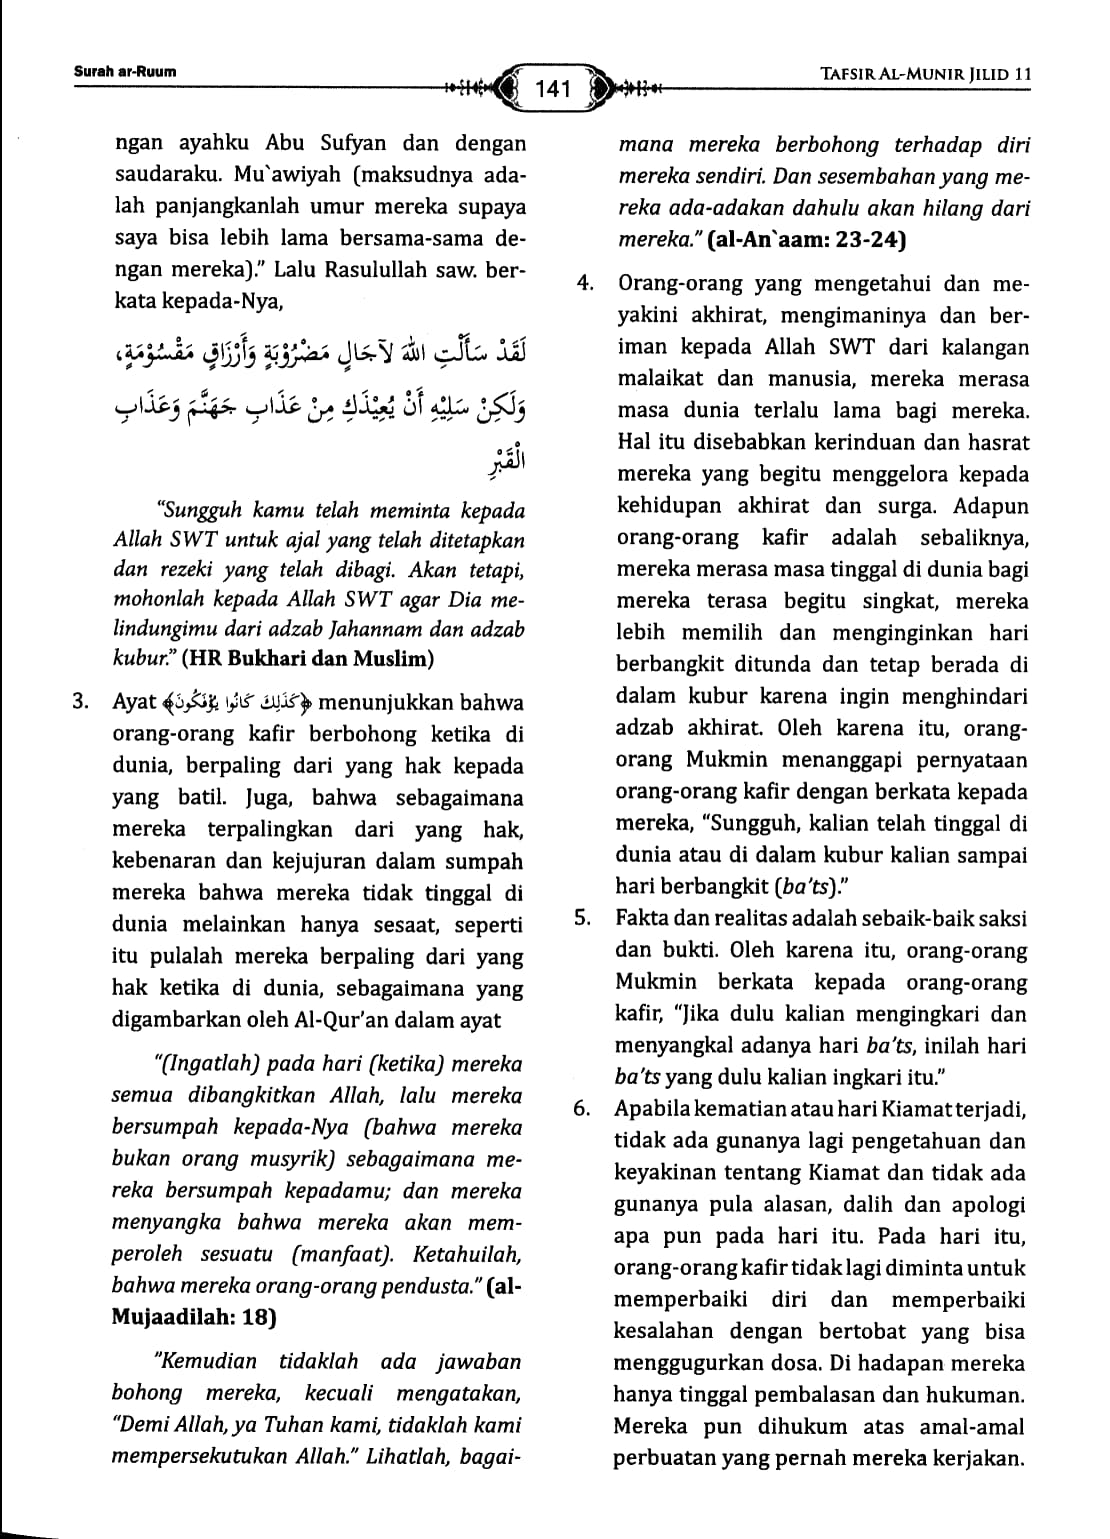 Surah ar-Ruum
141
TAFSIR AL-MUNIR JILID 11
ngan ayahku Abu Sufyan dan dengan
saudaraku. Mu`awiyah (maksudnya ada-
lah panjangkanlah umur mereka supaya
saya bisa lebih lama bersama-sama de-
ngan mereka)." Lalu Rasulullah saw. ber-
kata kepada-Nya,
لَقَدْ سَأَلْتِ اللهَ لآجَالٍ مَضْرُوْبَةٍ وَأَرْزَاقٍ مَقْسُوْمَةٍ،
وَلَكِنْ سَلِيْهِ أَنْ يُعِيْذَكِ مِنْ عَذَابِ جَهَنَّمَ وَعَذَابِ
الْقَبْرِ
"Sungguh kamu telah meminta kepada
Allah SWT untuk ajal yang telah ditetapkan
dan rezeki yang telah dibagi. Akan tetapi,
mohonlah kepada Allah SWT agar Dia me-
lindungimu dari adzab Jahannam dan adzab
kubur." (HR Bukhari dan Muslim)
3. Ayat ﴿كَذَلِكَ كَانُوا يُؤْفَكُونَ﴾ menunjukkan bahwa
orang-orang kafir berbohong ketika di
dunia, berpaling dari yang hak kepada
yang batil. Juga, bahwa sebagaimana
mereka terpalingkan dari yang hak,
kebenaran dan kejujuran dalam sumpah
mereka bahwa mereka tidak tinggal di
dunia melainkan hanya sesaat, seperti
itu pulalah mereka berpaling dari yang
hak ketika di dunia, sebagaimana yang
digambarkan oleh Al-Qur'an dalam ayat
"(Ingatlah) pada hari (ketika) mereka
semua dibangkitkan Allah, lalu mereka
bersumpah kepada-Nya (bahwa mereka
bukan orang musyrik) sebagaimana me-
reka bersumpah kepadamu; dan mereka
menyangka bahwa mereka akan mem-
peroleh sesuatu (manfaat). Ketahuilah,
bahwa mereka orang-orang pendusta." (al-
Mujaadilah: 18)
"Kemudian tidaklah ada jawaban
bohong mereka, kecuali mengatakan,
"Demi Allah, ya Tuhan kami, tidaklah kami
mempersekutukan Allah." Lihatlah, bagai-
mana mereka berbohong terhadap diri
mereka sendiri. Dan sesembahan yang me-
reka ada-adakan dahulu akan hilang dari
mereka." (al-An`aam: 23-24)
4. Orang-orang yang mengetahui dan me-
yakini akhirat, mengimaninya dan ber-
iman kepada Allah SWT dari kalangan
malaikat dan manusia, mereka merasa
masa dunia terlalu lama bagi mereka.
Hal itu disebabkan kerinduan dan hasrat
mereka yang begitu menggelora kepada
kehidupan akhirat dan surga. Adapun
orang-orang kafir adalah sebaliknya,
mereka merasa masa tinggal di dunia bagi
mereka terasa begitu singkat, mereka
lebih memilih dan menginginkan hari
berbangkit ditunda dan tetap berada di
dalam kubur karena ingin menghindari
adzab akhirat. Oleh karena itu, orang-
orang Mukmin menanggapi pernyataan
orang-orang kafir dengan berkata kepada
mereka, "Sungguh, kalian telah tinggal di
dunia atau di dalam kubur kalian sampai
hari berbangkit (ba'ts)."
5. Fakta dan realitas adalah sebaik-baik saksi
dan bukti. Oleh karena itu, orang-orang
Mukmin berkata kepada orang-orang
kafir, "Jika dulu kalian mengingkari dan
menyangkal adanya hari ba'ts, inilah hari
ba'ts yang dulu kalian ingkari itu."
6. Apabila kematian atau hari Kiamat terjadi,
tidak ada gunanya lagi pengetahuan dan
keyakinan tentang Kiamat dan tidak ada
gunanya pula alasan, dalih dan apologi
apa pun pada hari itu. Pada hari itu,
orang-orang kafir tidak lagi diminta untuk
memperbaiki diri dan memperbaiki
kesalahan dengan bertobat yang bisa
menggugurkan dosa. Di hadapan mereka
hanya tinggal pembalasan dan hukuman.
Mereka pun dihukum atas amal-amal
perbuatan yang pernah mereka kerjakan.